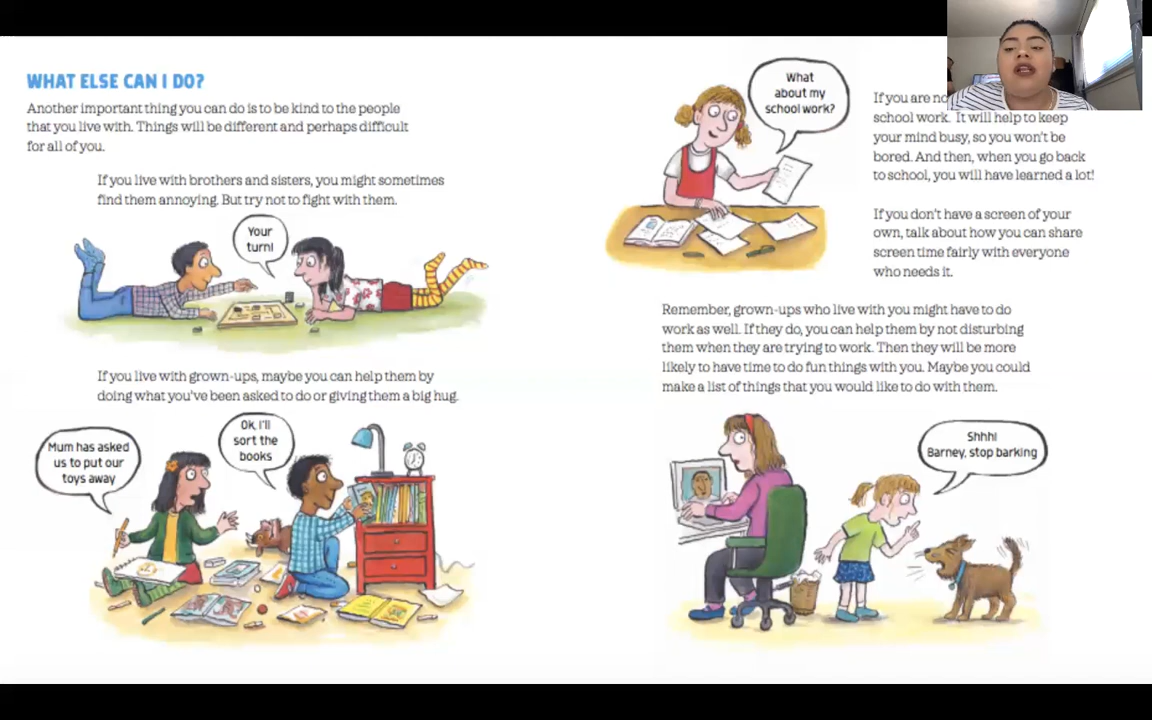 WHAT ELSE CAN I DO?
Another important thing you can do is to be kind to the people
that you live with. Things will be different and perhaps difficult
for all of you.
If you live with brothers and sisters, you might sometimes
find them annoying. But try not to fight with them.
Your
turn!
If you live with grown-ups, maybe you can help them by
doing what you've been asked to do or giving them a big hug.
Mum has asked
us to put our
toys away
Ok, I'll
sort the
books
What
about my
school work?
If you are no
school work. It will help to keep
your mind busy, so you won't be
bored. And then, when you go back
to school, you will have learned a lot!
If you don't have a screen of your
own, talk about how you can share
screen time fairly with everyone
who needs it.
Remember, grown-ups who live with you might have to do
work as well. If they do, you can help them by not disturbing
them when they are trying to work. Then they will be more
likely to have time to do fun things with you. Maybe you could
make a list of things that you would like to do with them.
Shhh!
Barney, stop barking